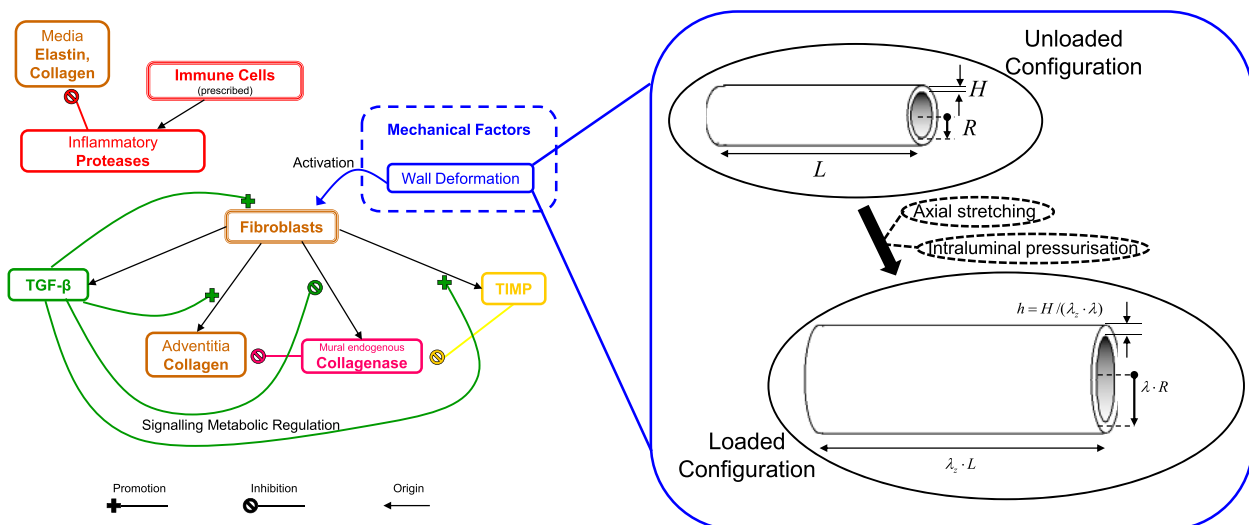 Media
Elastin,
Collagen
Immune Cells
(prescribed)
Inflammatory
Proteases
Mechanical Factors
Activation
Wall Deformation
Fibroblasts
TGF-β
TIMP
Adventitia
Collagen
Mural endogenous
Collagenase
Signalling Metabolic Regulation
Promotion
Inhibition
Origin
Unloaded
Configuration
H
R
L
Axial stretching
Intraluminal pressurisation
h = H /(λz · λ)
λ · R
λz · L
Loaded
Configuration